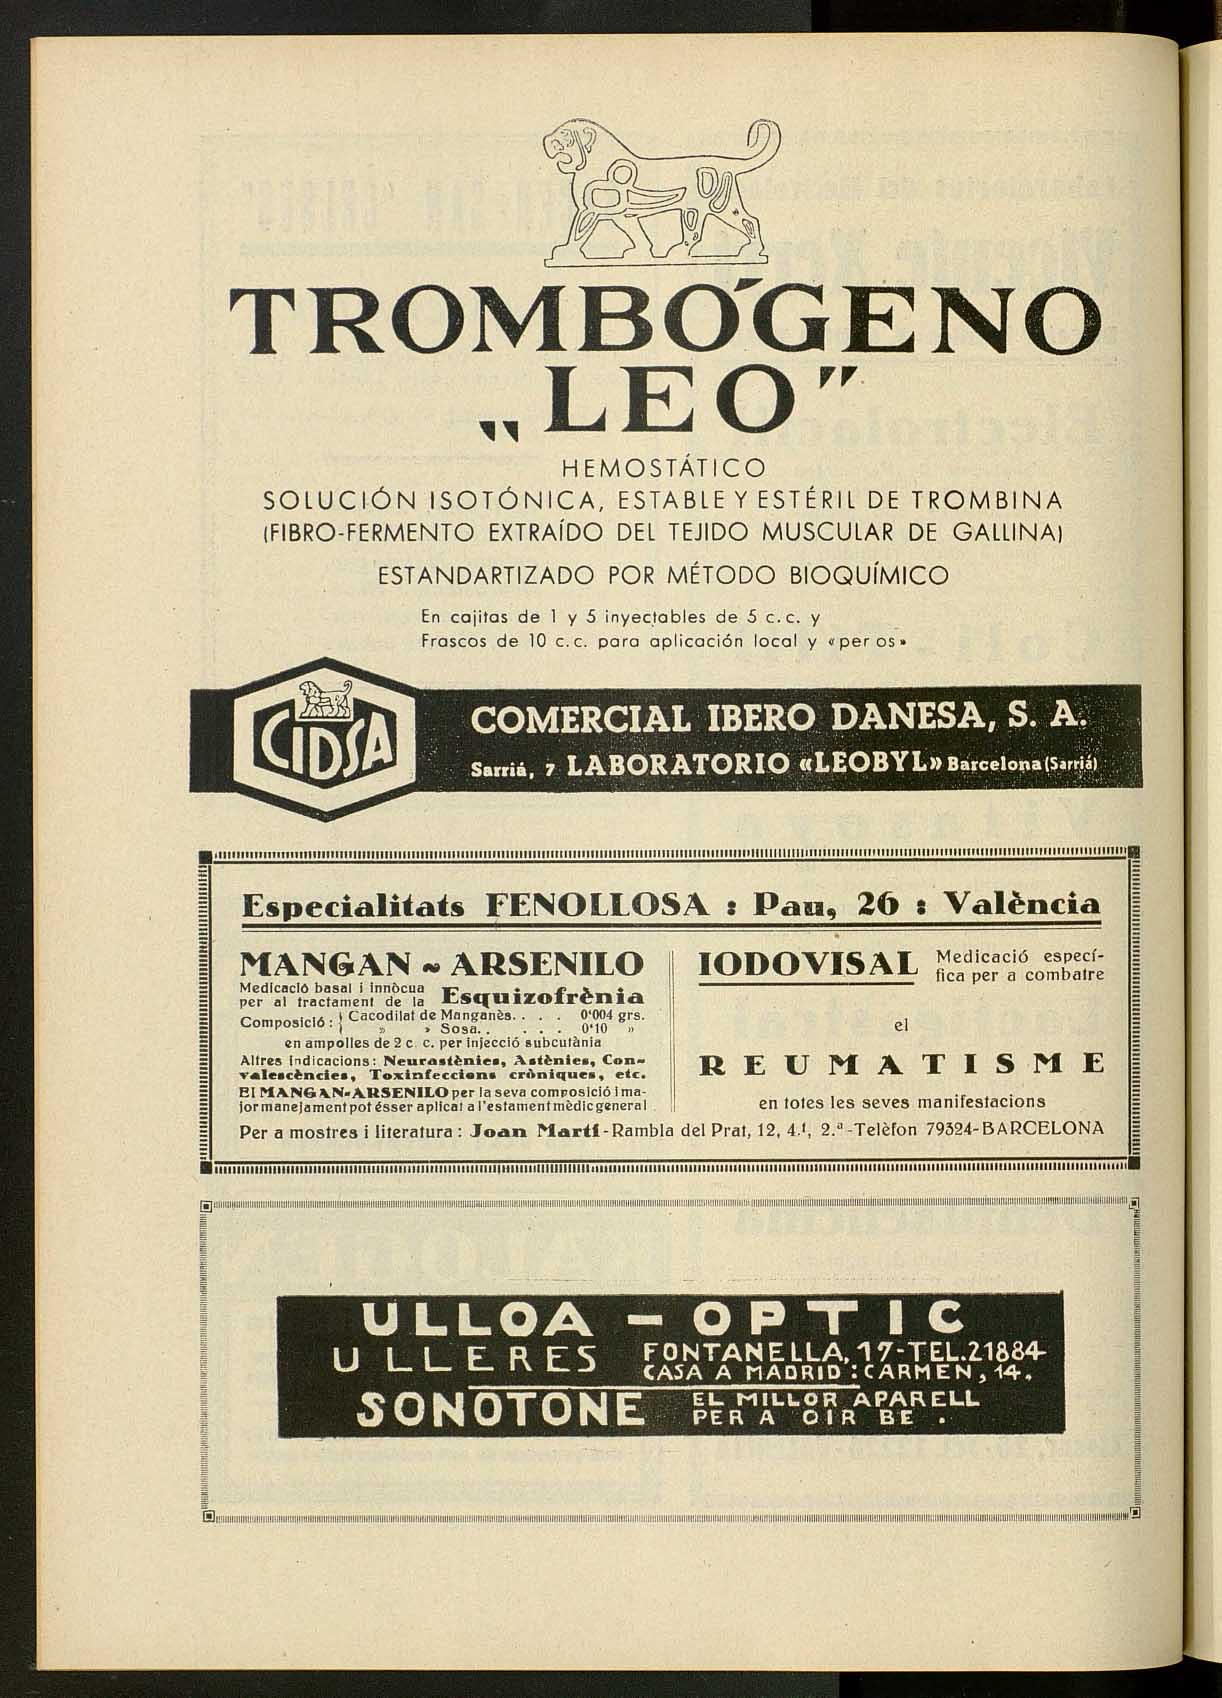 TROMBÓGENO
„LEO”
HEMOSTÁTICO
SOLUCIÓN ISOTÓNICA, ESTABLE Y ESTÉRIL DE TROMBINA
(FIBRO-FERMENTO EXTRAÍDO DEL TEJIDO MUSCULAR DE GALLINA)
ESTANDARTIZADO POR MÉTODO BIOQUÍMICO
En cajitas de 1 y 5 inyectables de 5 c. c. y
Frascos de 10 c. c. para aplicación local y «per os»
CIDSA
COMERCIAL IBERO DANESA, S. A.
Sarriá, 7 LABORATORIO «LEOBYL» Barcelona (Sarriá)
Especialitats FENOLLOSA : Pau, 26 : València
MANGAN ~ ARSENILO
Medicació basal i innòcua
per al tractament de la Esquizofrènia
Composició: Cacodilat de Manganès. . . . 0'004 grs.
» » Sosa. . . . . 0'10 »
en ampolles de 2 c. c. per injecció subcutània
Altres indicacions: Neurastènies, Astènies, Con-
valescències, Toxinfeccions cròniques, etc.
El MANGAN-ARSENILO per la seva composició i ma-
jor manejament pot ésser aplicat a l'estament mèdic general
IODOVISAL
Medicació especí-
fica per a combatre
el
REUMATISME
en totes les seves manifestacions
Per a mostres i literatura: Joan Martí - Rambla del Prat, 12, 4.t, 2.ª - Telèfon 79324 - BARCELONA
ULLOA - OPTIC
ULLERES FONTANELLA, 17 - TEL. 21884
CASA A MADRID : CARMEN, 14.
SONOTONE EL MILLOR APARELL
PER A OIR BE .